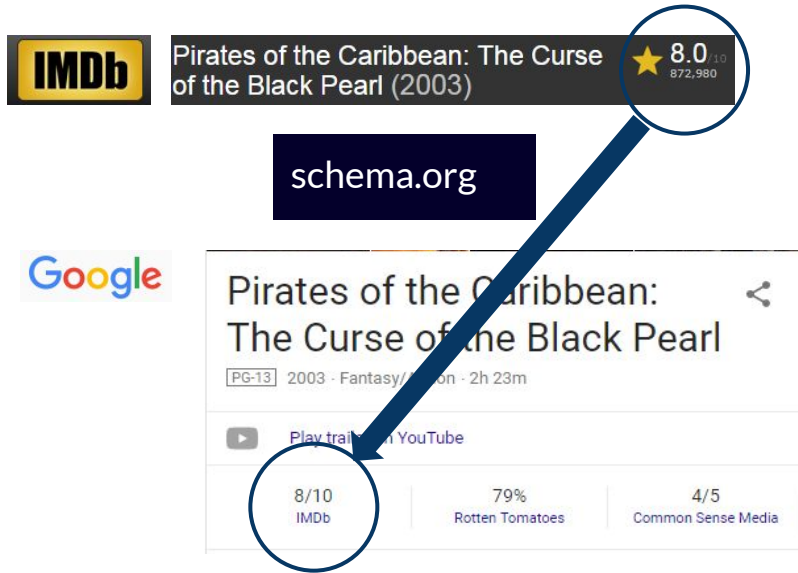 IMDb
Pirates of the Caribbean: The Curse
of the Black Pearl (2003)
8.0/10
872,980
schema.org
Google
Pirates of the Caribbean:
The Curse of the Black Pearl
PG-13 2003 · Fantasy/ on · 2h 23m
Play YouTube
8/10
IMDb
79%
Rotten Tomatoes
4/5
Common Sense Media